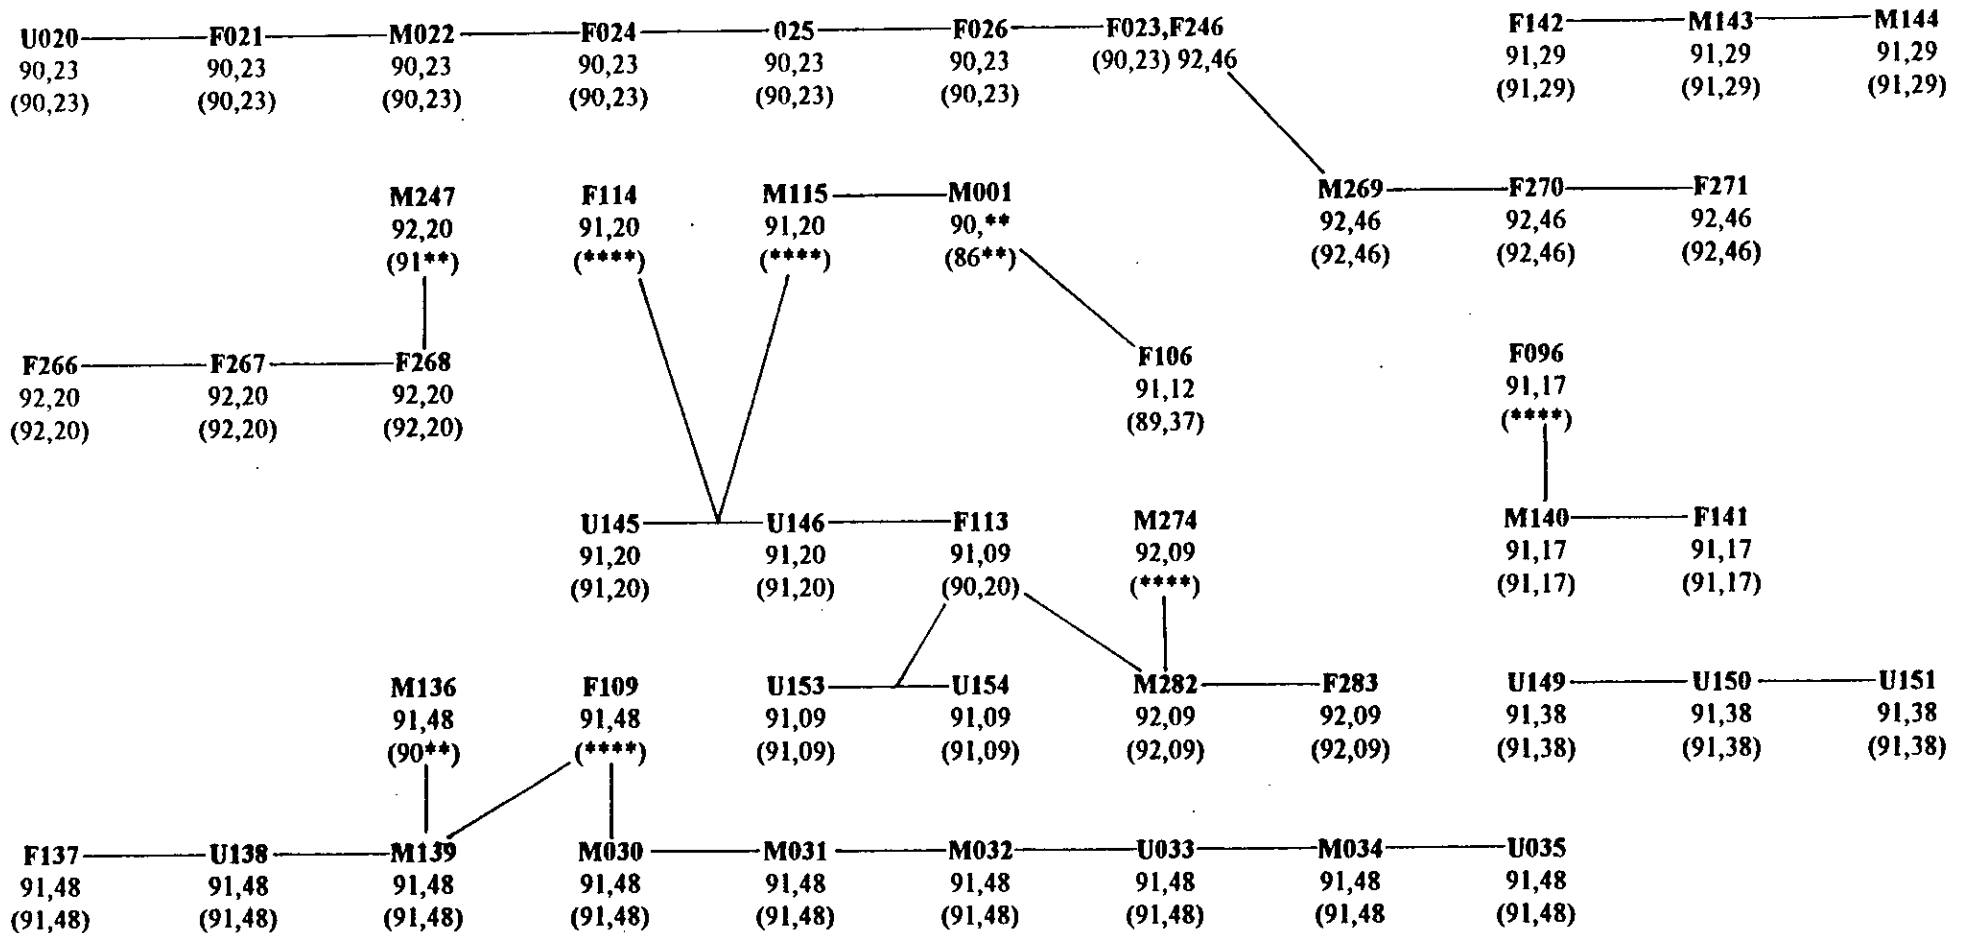 U020 F021 M022 F024 025 F026 F023,F246 F142 M143 M144
90,23 90,23 90,23 90,23 90,23 90,23 (90,23) 92,46 91,29 91,29 91,29
(90,23) (90,23) (90,23) (90,23) (90,23) (90,23) (91,29) (91,29) (91,29)
M247 F114 M115 M001 M269 F270 F271
92,20 91,20 91,20 90,** 92,46 92,46 92,46
(91**) (****) (****) (86**) (92,46) (92,46) (92,46)
F266 F267 F268 F106 F096
92,20 92,20 92,20 91,12 91,17
(92,20) (92,20) (92,20) (89,37) (****)
U145 U146 F113 M274 M140 F141
91,20 91,20 91,09 92,09 91,17 91,17
(91,20) (91,20) (90,20) (****) (91,17) (91,17)
M136 F109 U153 U154 M282 F283 U149 U150 U151
91,48 91,48 91,09 91,09 92,09 92,09 91,38 91,38 91,38
(90**) (****) (91,09) (91,09) (92,09) (92,09) (91,38) (91,38) (91,38)
F137 U138 M139 M030 M031 M032 U033 M034 U035
91,48 91,48 91,48 91,48 91,48 91,48 91,48 91,48 91,48
(91,48) (91,48) (91,48) (91,48) (91,48) (91,48) (91,48) (91,48 (91,48)